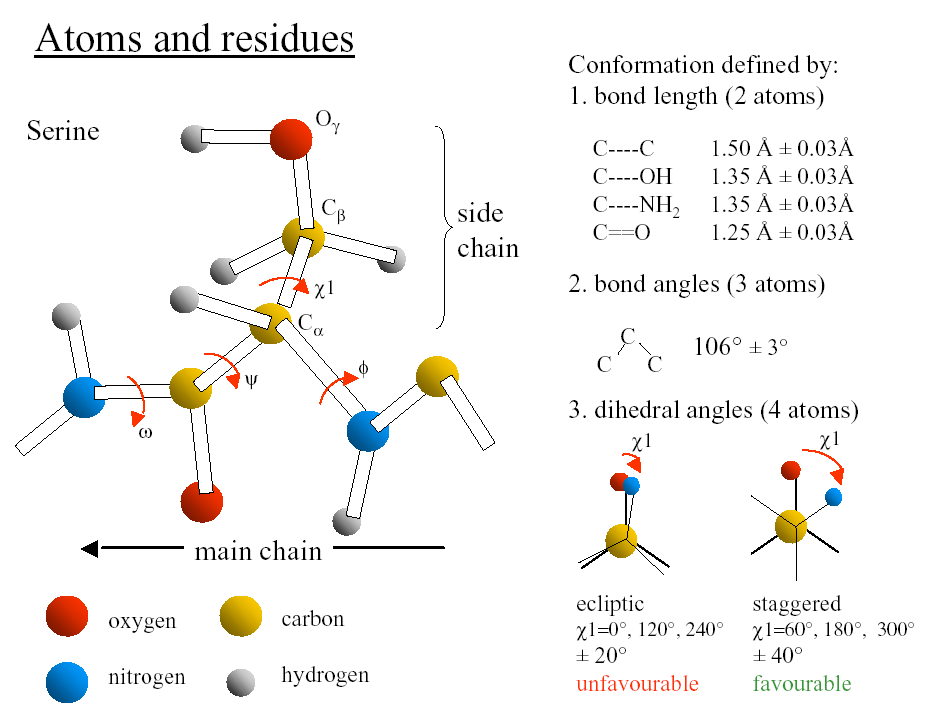 Atoms and residues
Serine
Oγ
Cβ
side
chain
χ1
Cα
ψ
ϕ
ω
main chain
oxygen
carbon
nitrogen
hydrogen
Conformation defined by:
1. bond length (2 atoms)
C----C 1.50 Å ± 0.03Å
C----OH 1.35 Å ± 0.03Å
C----NH2 1.35 Å ± 0.03Å
C==O 1.25 Å ± 0.03Å
2. bond angles (3 atoms)
C
C C 106° ± 3°
3. dihedral angles (4 atoms)
χ1 χ1
ecliptic
χ1=0°, 120°, 240°
± 20°
unfavourable
staggered
χ1=60°, 180°, 300°
± 40°
favourable